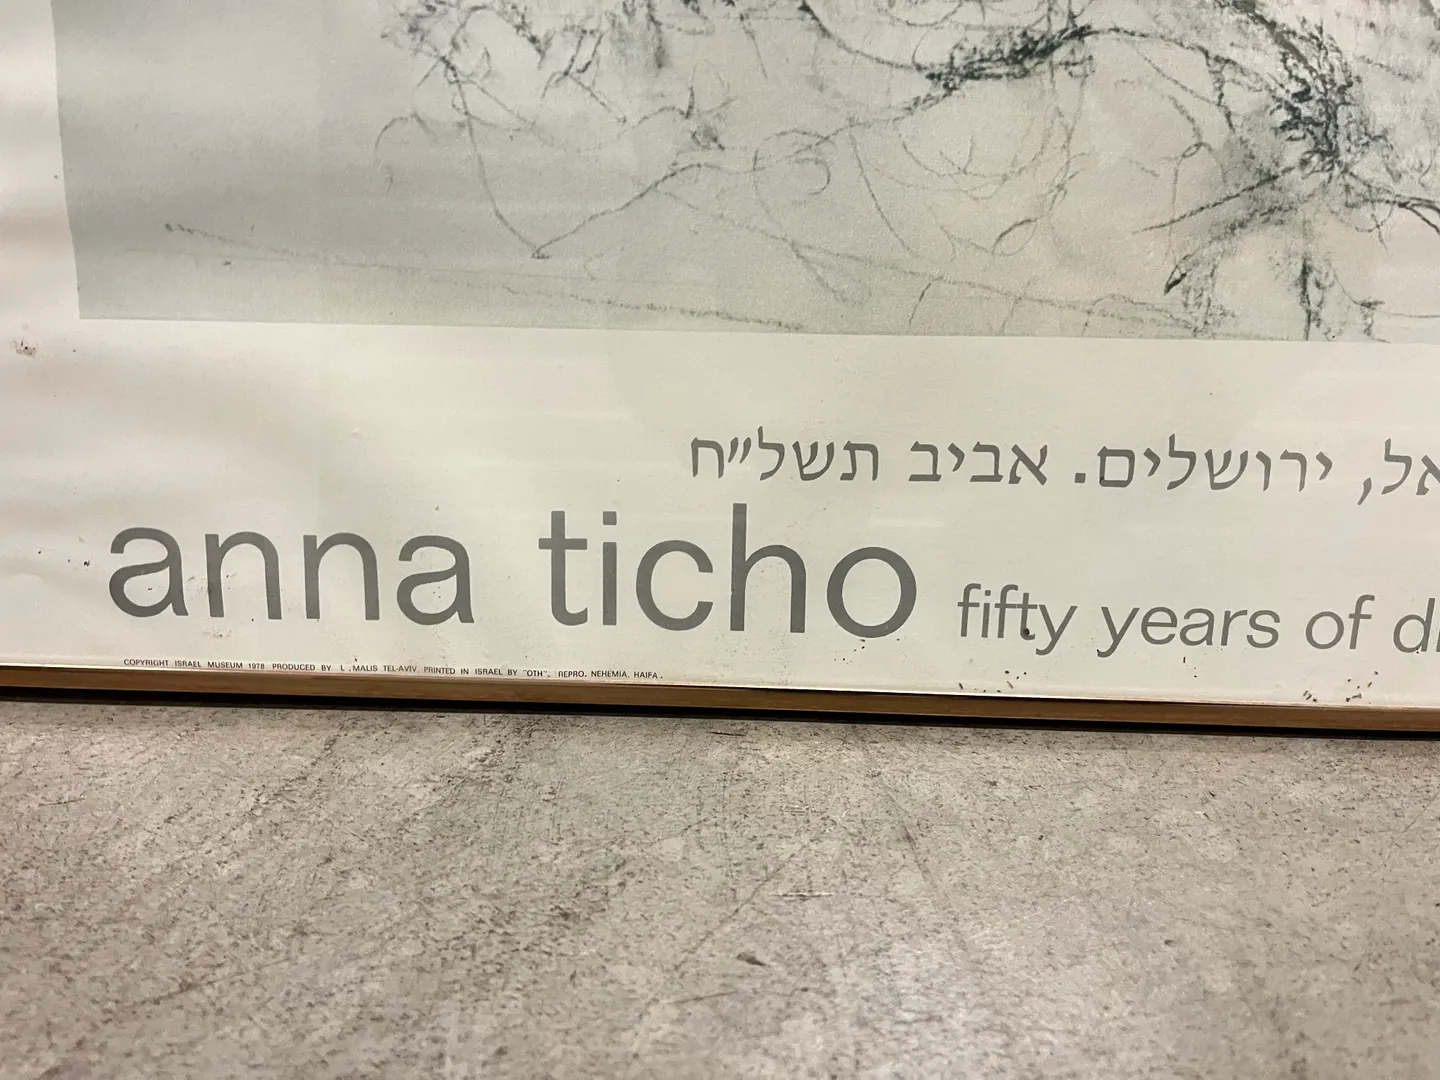 אל, ירושלים. אביב תשל״ח
anna ticho fifty years of
COPYRIGHT ISRAEL MUSEUM 1978 PRODUCED BY L.MALIS TEL-AVIV PRINTED IN ISRAEL BY "OTH", REPRO. NEHEMIA, HAIFA.